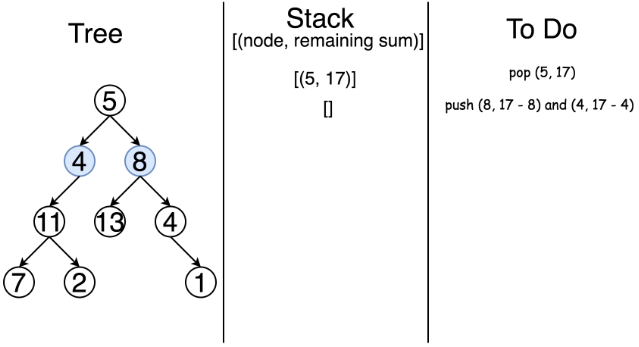 Tree
5
4 8
11 13 4
7 2 1
Stack
[(node, remaining sum)]
[(5, 17)]
[]
To Do
pop (5, 17)
push (8, 17 - 8) and (4, 17 - 4)